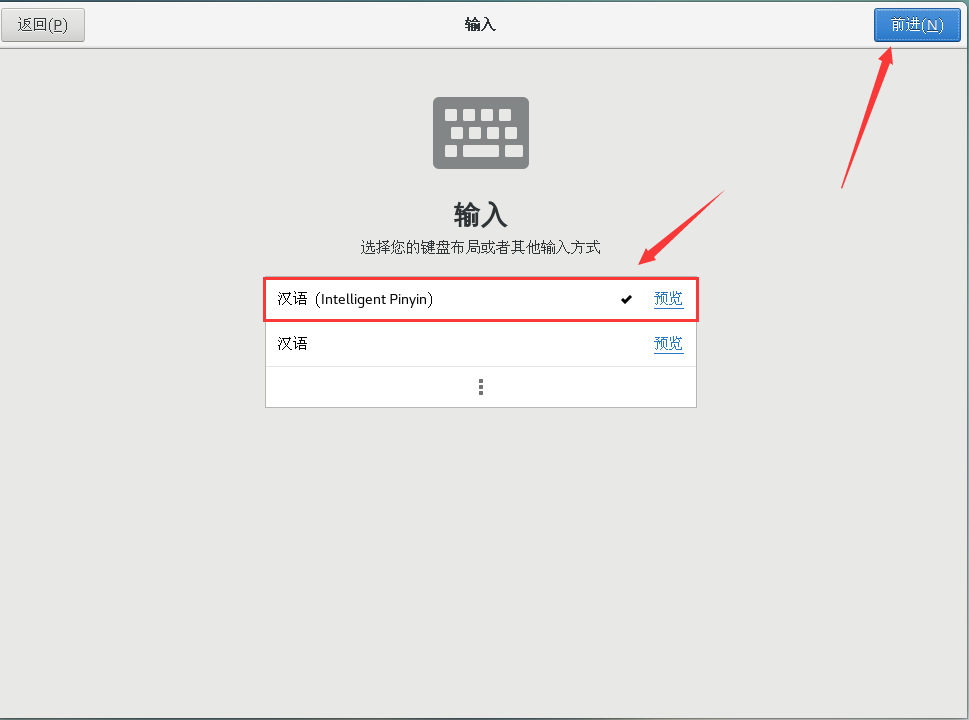 返回(P)
输入
前进(N)
输入
选择您的键盘布局或者其他输入方式
汉语 (Intelligent Pinyin) 预览
汉语 预览